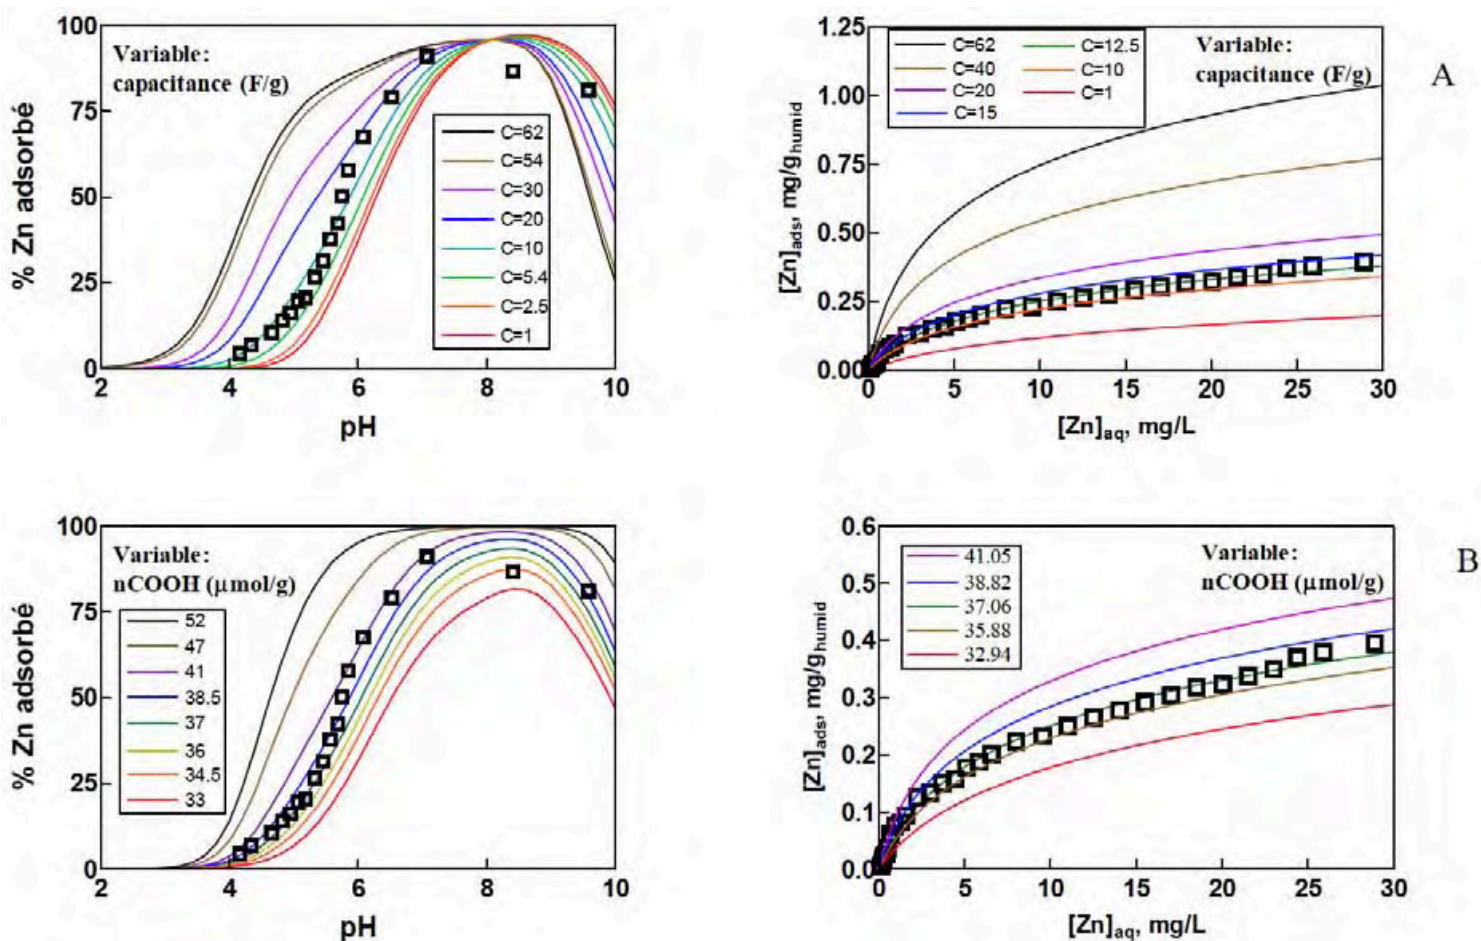 Variable:
capacitance (F/g)
% Zn adsorbé
100
75
50
25
0
2
4
6
8
10
pH
C=62
C=54
C=30
C=20
C=10
C=5.4
C=2.5
C=1
[Zn]ads, mg/ghumid
1.25
1.00
0.75
0.50
0.25
0.00
0
5
10
15
20
25
30
[Zn]aq, mg/L
C=62
C=40
C=20
C=15
C=12.5
C=10
C=1
Variable:
capacitance (F/g)
A
Variable:
nCOOH (µmol/g)
% Zn adsorbé
100
75
50
25
0
2
4
6
8
10
pH
52
47
41
38.5
37
36
34.5
33
[Zn]ads, mg/ghumid
0.6
0.5
0.4
0.3
0.2
0.1
0.0
0
5
10
15
20
25
30
[Zn]aq, mg/L
41.05
38.82
37.06
35.88
32.94
Variable:
nCOOH (µmol/g)
B